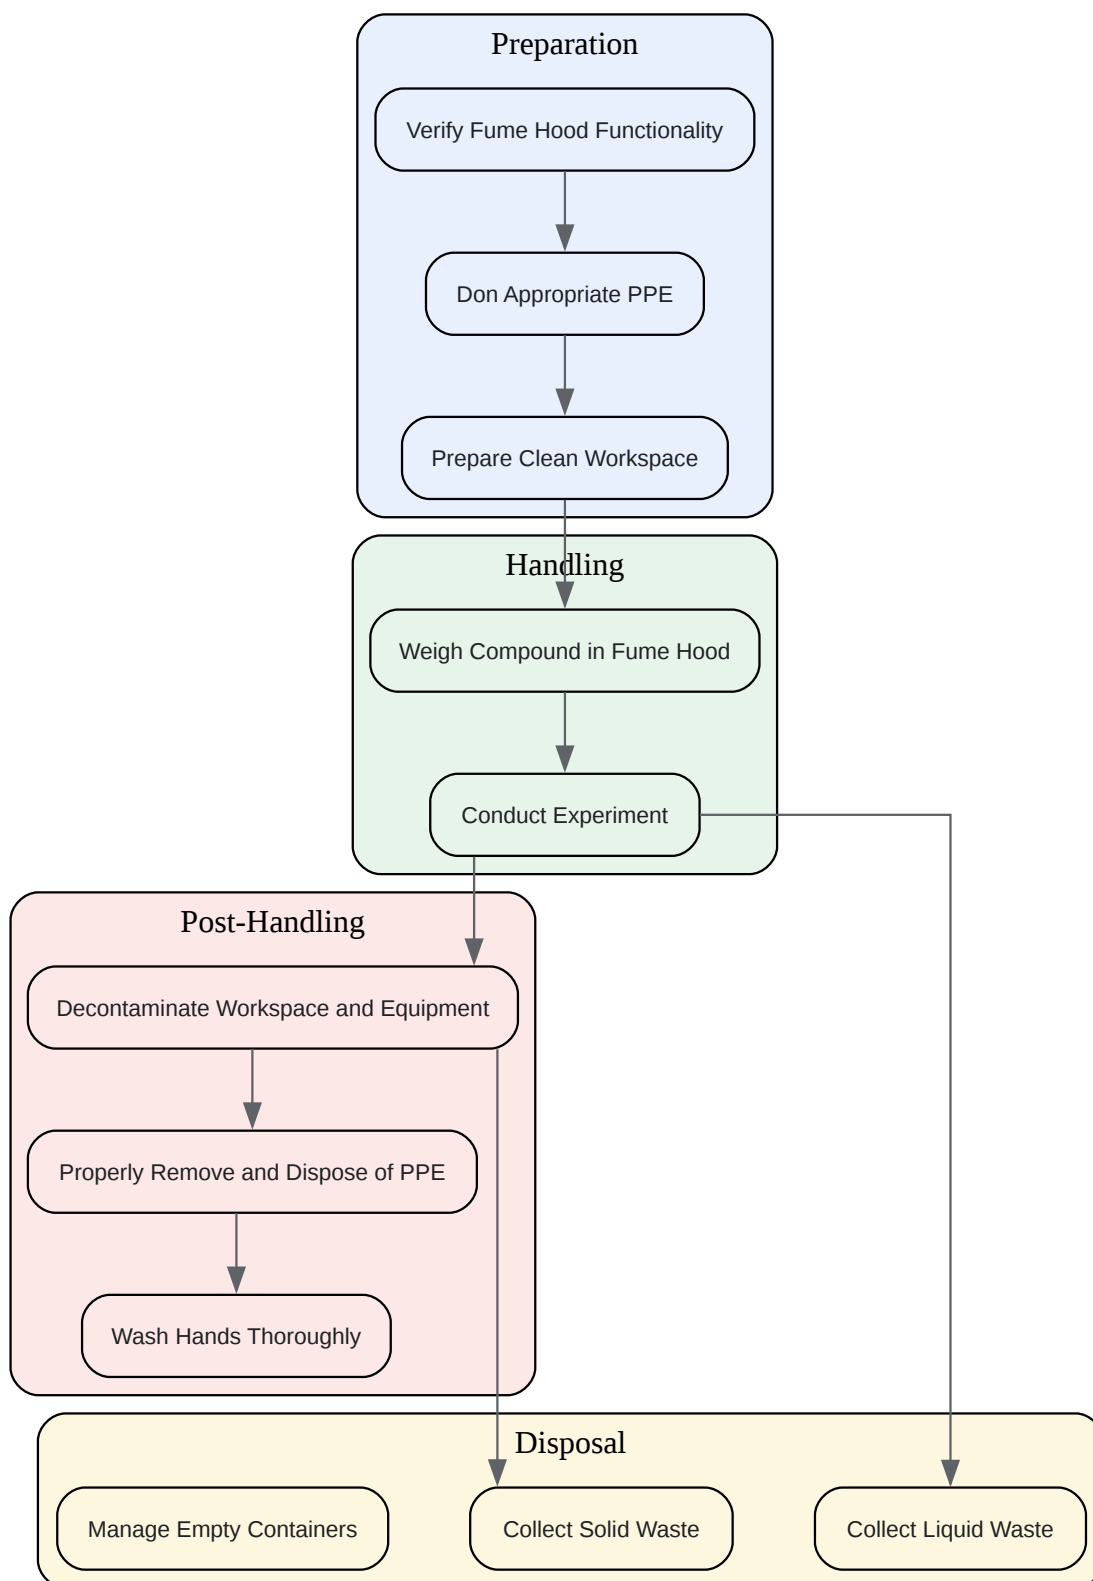 Preparation
Verify Fume Hood Functionality
Don Appropriate PPE
Prepare Clean Workspace
Handling
Weigh Compound in Fume Hood
Conduct Experiment
Post-Handling
Decontaminate Workspace and Equipment
Properly Remove and Dispose of PPE
Wash Hands Thoroughly
Disposal
Manage Empty Containers
Collect Solid Waste
Collect Liquid Waste